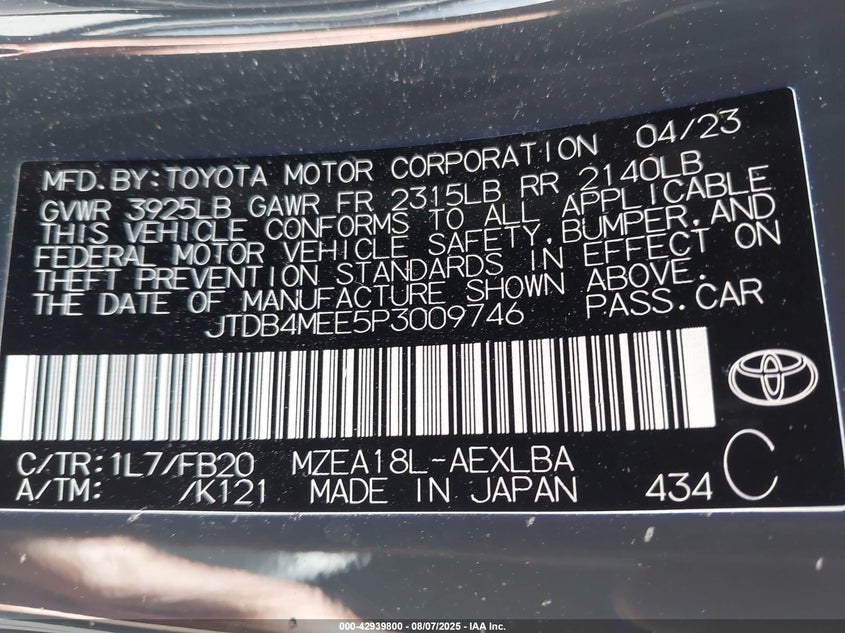 MFD.BY:TOYOTA MOTOR CORPORATION 04/23
GVWR 3925LB GAWR FR 2315LB RR 2140LB
THIS VEHICLE CONFORMS TO ALL APPLICABLE
FEDERAL MOTOR VEHICLE SAFETY,BUMPER,AND
THEFT PREVENTION STANDARDS IN EFFECT ON
THE DATE OF MANUFACTURE SHOWN ABOVE.
JTDB4MEE5P3009746 PASS.CAR
C/TR:1L7/FB20 MZEA18L-AEXLBA
A/TM: /K121 MADE IN JAPAN 434 C
000-42939800 - 08/07/2025 - IAA Inc.